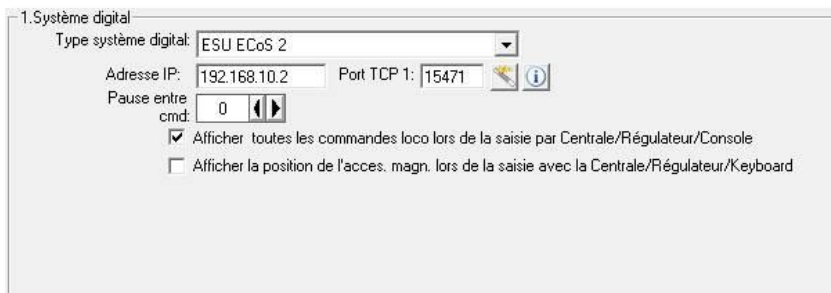 1.Système digital
Type système digital: ESU ECoS 2
Adresse IP: 192.168.10.2 Port TCP 1: 15471
Pause entre
cmd: 0
Afficher toutes les commandes loco lors de la saisie par Centrale/Régulateur/Console
Afficher la position de l'acces. magn. lors de la saisie avec la Centrale/Régulateur/Keyboard